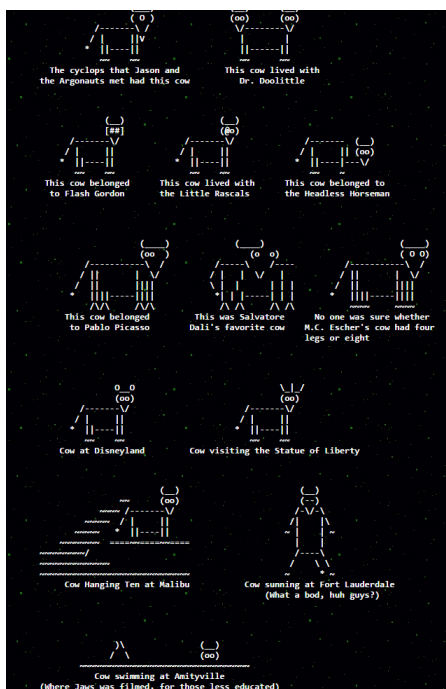 The cyclops that Jason and
the Argonauts met had this cow
This cow lived with
Dr. Doolittle
This cow belonged
to Flash Gordon
This cow lived with
the Little Rascals
This cow belonged to
the Headless Horseman
This cow belonged
to Pablo Picasso
This was Salvatore
Dali's favorite cow
No one was sure whether
M.C. Escher's cow had four
legs or eight
Cow at Disneyland
Cow visiting the Statue of Liberty
Cow Hanging Ten at Malibu
Cow sunning at Fort Lauderdale
(What a bod, huh guys?)
Cow swimming at Amityville
(Where Jaws was filmed, for those less educated)